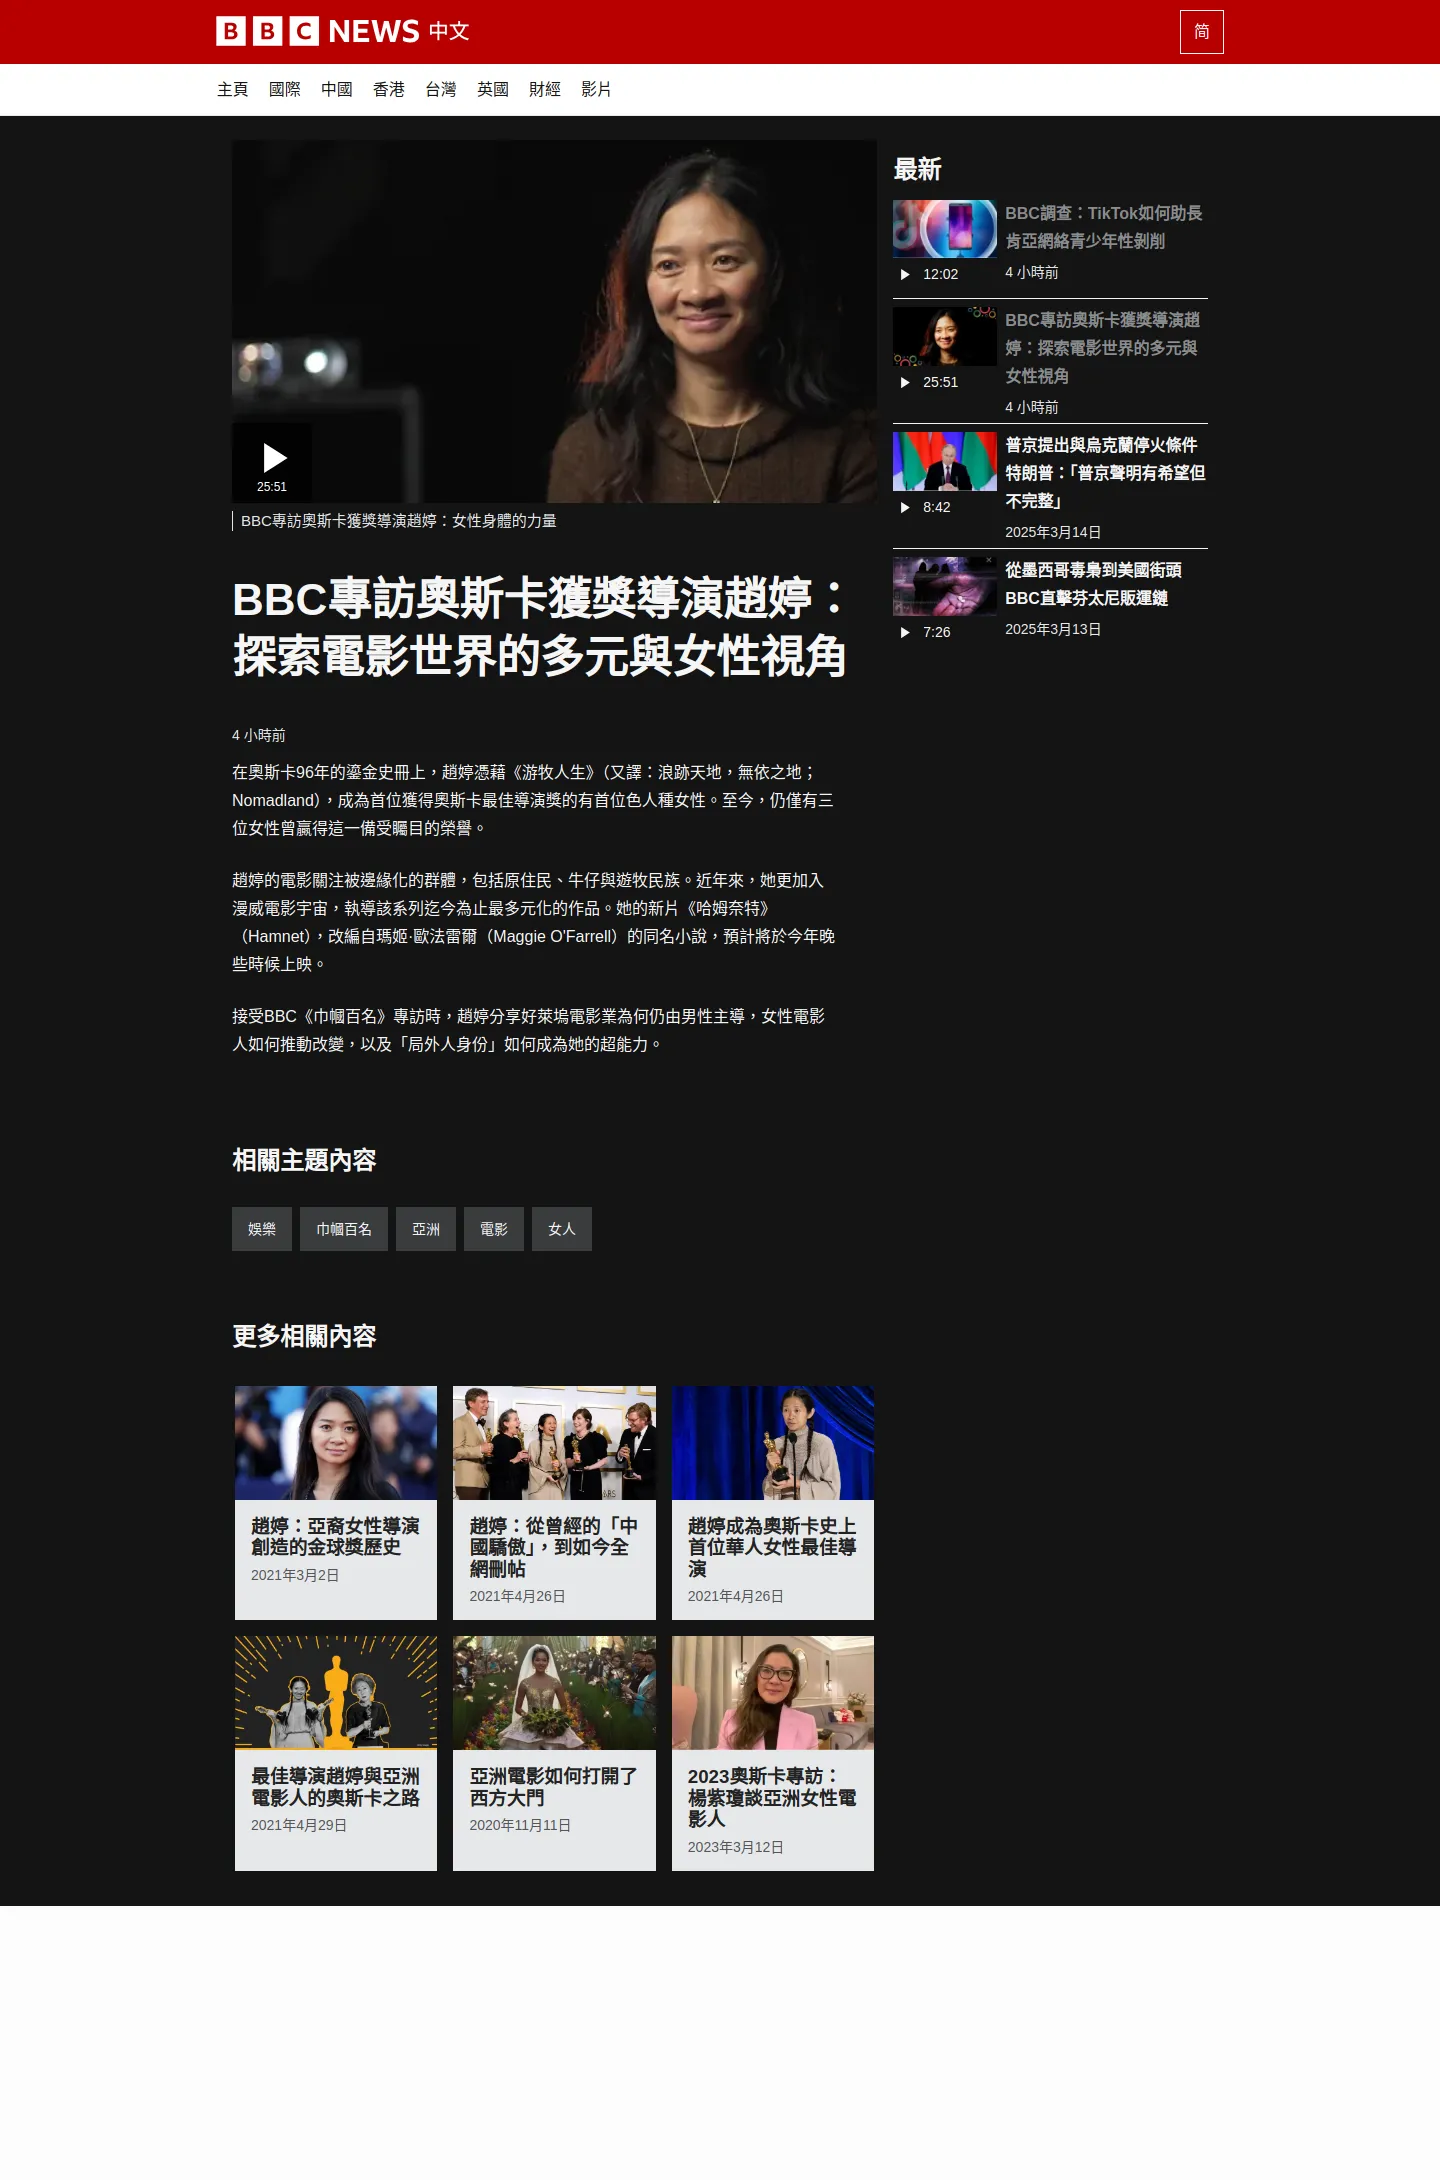 BBC NEWS 中文
简
主頁 國際 中國 香港 台灣 英國 財經 影片
25:51
BBC專訪奧斯卡獲獎導演趙婷：女性身體的力量
BBC專訪奧斯卡獲獎導演趙婷：
探索電影世界的多元與女性視角
4 小時前
在奧斯卡96年的鎏金史冊上，趙婷憑藉《游牧人生》（又譯：浪跡天地，無依之地；
Nomadland），成為首位獲得奧斯卡最佳導演獎的有首位色人種女性。至今，仍僅有三
位女性曾贏得這一備受矚目的榮譽。
趙婷的電影關注被邊緣化的群體，包括原住民、牛仔與遊牧民族。近年來，她更加入
漫威電影宇宙，執導該系列迄今為止最多元化的作品。她的新片《哈姆奈特》
（Hamnet），改編自瑪姬·歐法雷爾（Maggie O'Farrell）的同名小說，預計將於今年晚
些時候上映。
接受BBC《巾幗百名》專訪時，趙婷分享好萊塢電影業為何仍由男性主導，女性電影
人如何推動改變，以及「局外人身份」如何成為她的超能力。
最新
BBC調查：TikTok如何助長
肯亞網絡青少年性剝削
12:02
4 小時前
BBC專訪奧斯卡獲獎導演趙
婷：探索電影世界的多元與
女性視角
25:51
4 小時前
普京提出與烏克蘭停火條件
特朗普：「普京聲明有希望但
不完整」
8:42
2025年3月14日
從墨西哥毒梟到美國街頭
BBC直擊芬太尼販運鏈
7:26
2025年3月13日
相關主題內容
娛樂 巾幗百名 亞洲 電影 女人
更多相關內容
趙婷：亞裔女性導演
創造的金球獎歷史
2021年3月2日
趙婷：從曾經的「中
國驕傲」，到如今全
網刪帖
2021年4月26日
趙婷成為奧斯卡史上
首位華人女性最佳導
演
2021年4月26日
最佳導演趙婷與亞洲
電影人的奧斯卡之路
2021年4月29日
亞洲電影如何打開了
西方大門
2020年11月11日
2023奧斯卡專訪：
楊紫瓊談亞洲女性電
影人
2023年3月12日